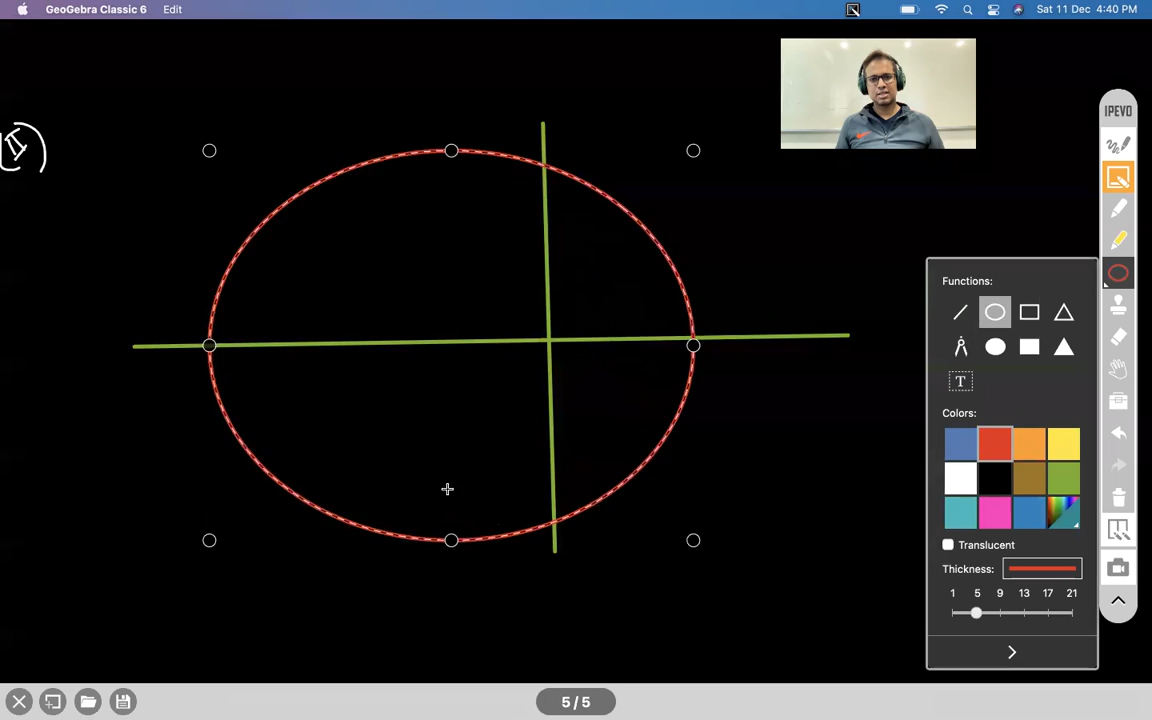 GeoGebra Classic 6 Edit Sat 11 Dec 4:40 PM
IPEVO
Functions:
T
Colors:
Translucent
Thickness:
1 5 9 13 17 21
5 / 5